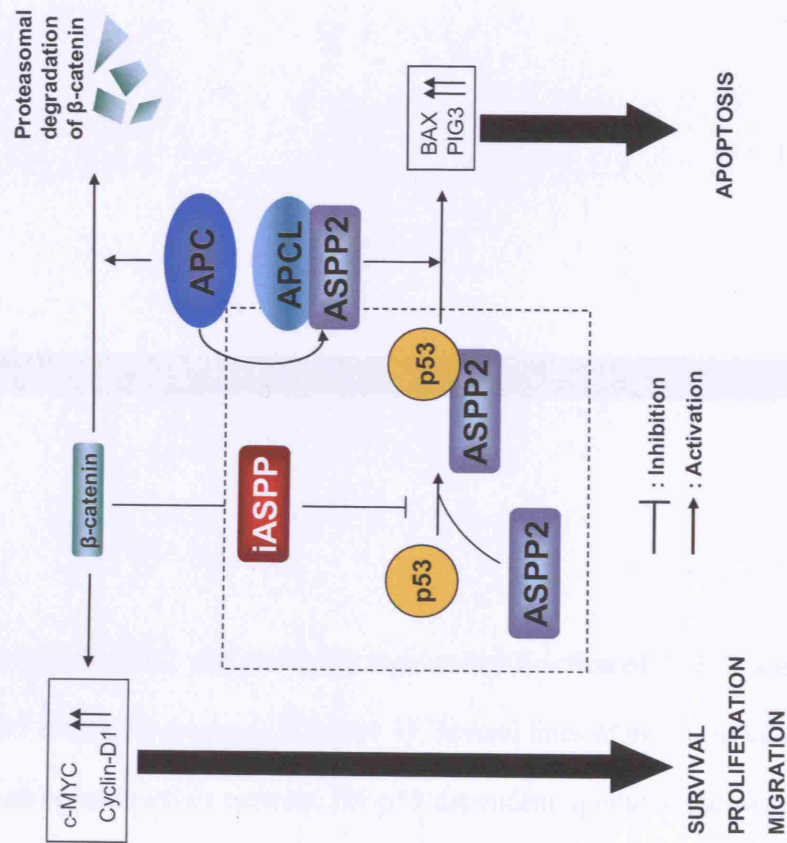 Proteasomal
degradation
of β-catenin
β-catenin
c-MYC
Cyclin-D1
APC
APCL
ASPP2
iASPP
BAX
PIG3
p53
ASPP2
p53
ASPP2
APOPTOSIS
: Inhibition
: Activation
SURVIVAL
PROLIFERATION
MIGRATION